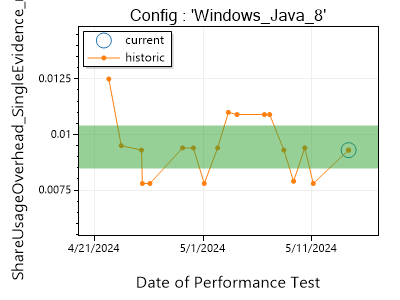 Config : 'Windows_Java_8'
current
historic
ShareUsageOverhead_SingleEvidence_
0.0125
0.01
0.0075
4/21/2024
5/1/2024
5/11/2024
Date of Performance Test